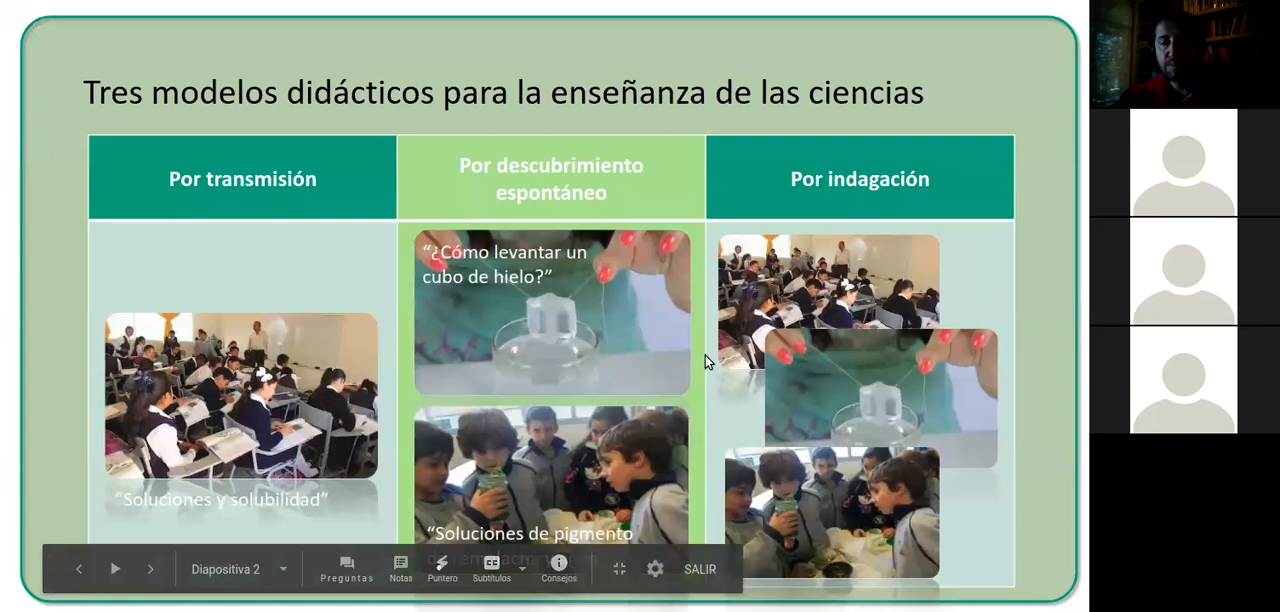 Tres modelos didácticos para la enseñanza de las ciencias
Por transmisión
Por descubrimiento
espontáneo
Por indagación
“¿Cómo levantar un
cubo de hielo?”
“Soluciones y solubilidad”
“Soluciones de pigmento
Diapositiva 2
Preguntas
Notas
Puntero
CC
Subtítulos
Consejos
SALIR